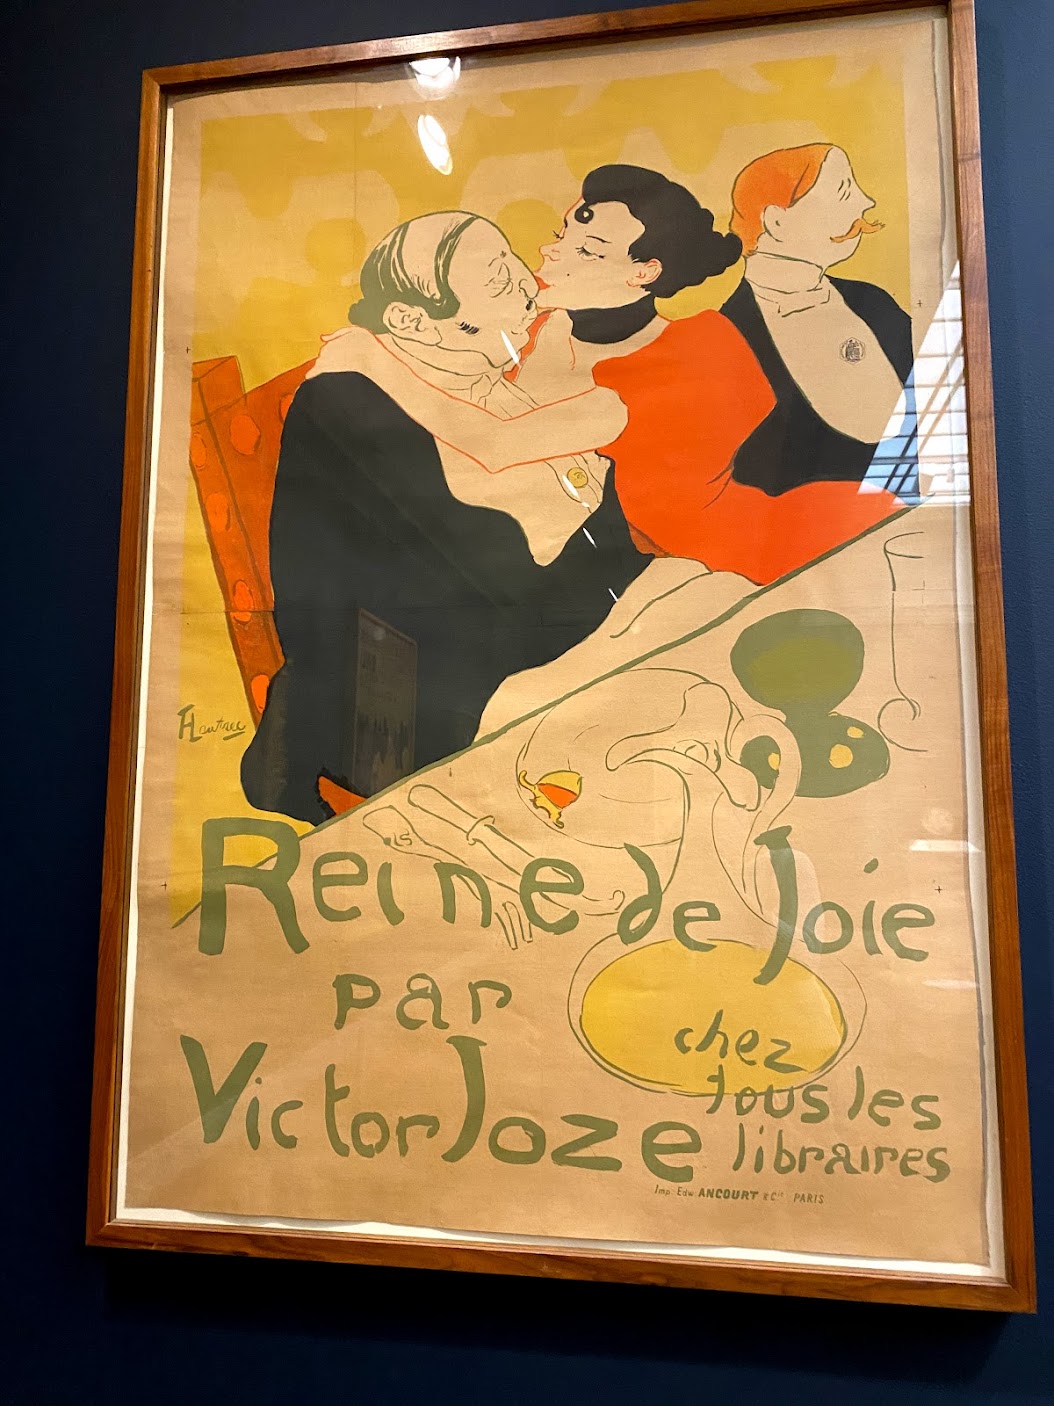 HLautrec
Reine de Joie
par
Victor Joze
chez
tous les
libraires
Imp. Edw. ANCOURT & Cie PARIS